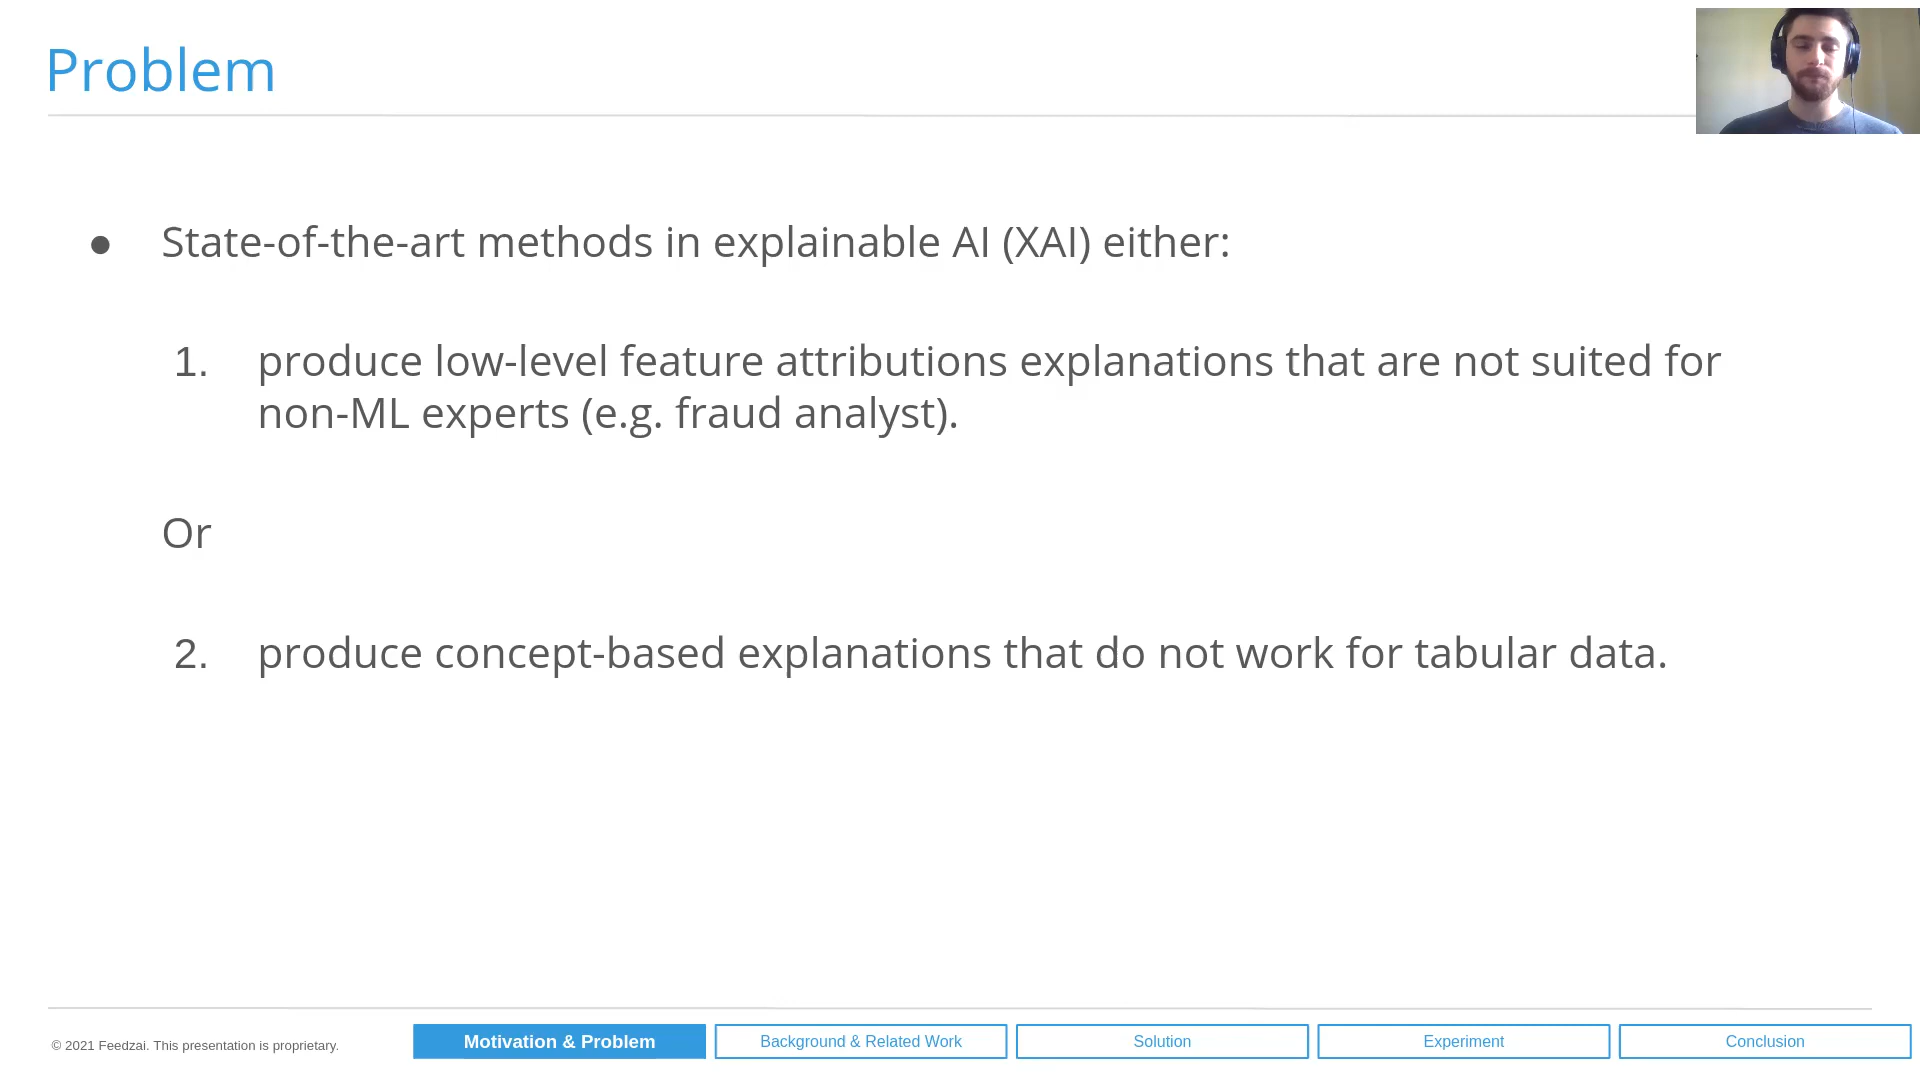 Problem
● State-of-the-art methods in explainable AI (XAI) either:
1. produce low-level feature attributions explanations that are not suited for
non-ML experts (e.g. fraud analyst).
Or
2. produce concept-based explanations that do not work for tabular data.
© 2021 Feedzai. This presentation is proprietary.
Motivation & Problem
Background & Related Work
Solution
Experiment
Conclusion